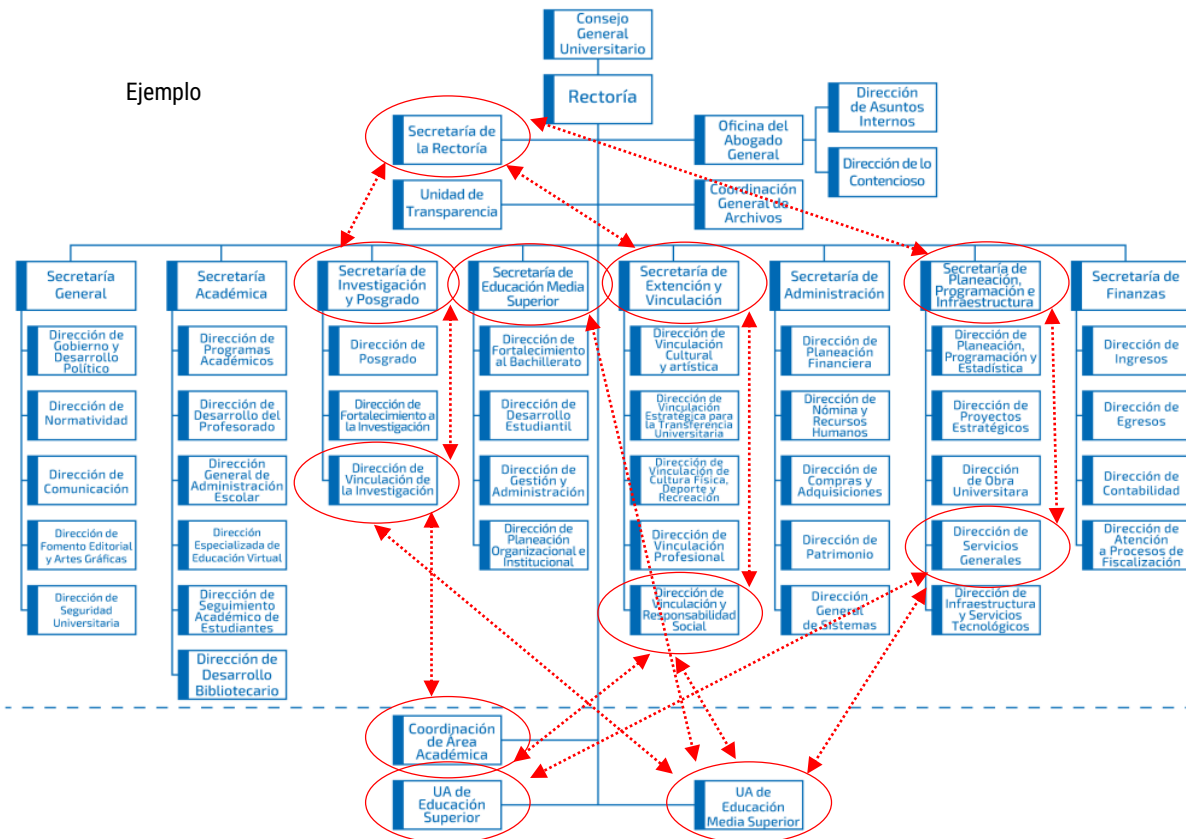 Consejo
General
Universitario
Ejemplo
Rectoría
Secretaría de
la Rectoría
Oficina del
Abogado
General
Dirección
de Asuntos
Internos
Dirección de lo
Contencioso
Unidad de
Transparencia
Coordinación
General de
Archivos
Secretaría
General
Secretaría
Académica
Secretaría de
Investigación
y Posgrado
Secretaría de
Educación Media
Superior
Secretaría de
Extención y
Vinculación
Secretaría
de Administración
Secretaría de
Planeación,
Programación e
Infraestructura
Secretaría de
Finanzas
Dirección de
Gobierno y
Desarrollo
Político
Dirección de
Normatividad
Dirección de
Comunicación
Dirección de
Fomento Editorial
y Artes Gráficas
Dirección de
Seguridad
Universitaria
Dirección de
Programas
Académicos
Dirección de
Desarrollo del
Profesorado
Dirección
General de
Administración
Escolar
Dirección
Especializada de
Educación Virtual
Dirección de
Seguimiento
Académico de
Estudiantes
Dirección de
Desarrollo
Bibliotecario
Dirección de
Posgrado
Dirección de
Fortalecimiento a
la Investigación
Dirección de
Vinculación de
la Investigación
Dirección de
Fortalecimiento
al Bachillerato
Dirección de
Desarrollo
Estudiantil
Dirección de
Gestión y
Administración
Dirección de
Planeación
Organizacional e
Institucional
Dirección de
Vinculación
Cultural
y artística
Dirección de
Vinculación
Estratégica para
la Transferencia
Universitaria
Dirección de
Vinculación de
Cultura Física,
Deporte y
Recreación
Dirección de
Vinculación
Profesional
Dirección de
Vinculación y
Responsabilidad
Social
Dirección de
Planeación
Financiera
Dirección de
Nómina y
Recursos
Humanos
Dirección de
Compras y
Adquisiciones
Dirección de
Patrimonio
Dirección
General
de Sistemas
Dirección de
Planeación,
Programación y
Estadística
Dirección de
Proyectos
Estratégicos
Dirección
de Obra
Universitara
Dirección de
Servicios
Generales
Dirección de
Infraestructura
y Servicios
Tecnológicos
Dirección de
Ingresos
Dirección de
Egresos
Dirección de
Contabilidad
Dirección de
Atención
a Procesos de
Fiscalización
Coordinación
de Área
Académica
UA de
Educación
Superior
UA de
Educación
Media Superior